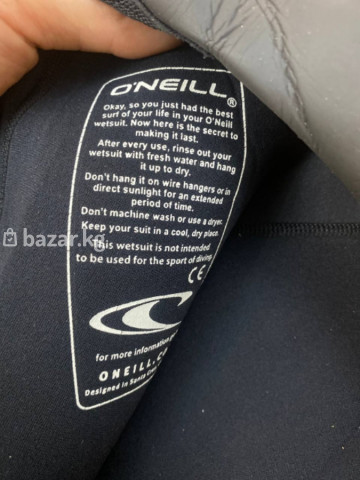 O'NEILL®
Okay, so you just had the best
surf of your life in your O'Neill
wetsuit. Now here is the secret to
making it last.
After every use, rinse out your
wetsuit with fresh water and hang
it up to dry.
Don't hang it on wire hangers or in
direct sunlight for an extended
period of time.
Don't machine wash or use a dryer.
Keep your suit in a cool, dry place.
This wetsuit is not intended
to be used for the sport of diving.
CE
for more information
ONEILL.
Designed in Santa
bazar.kg